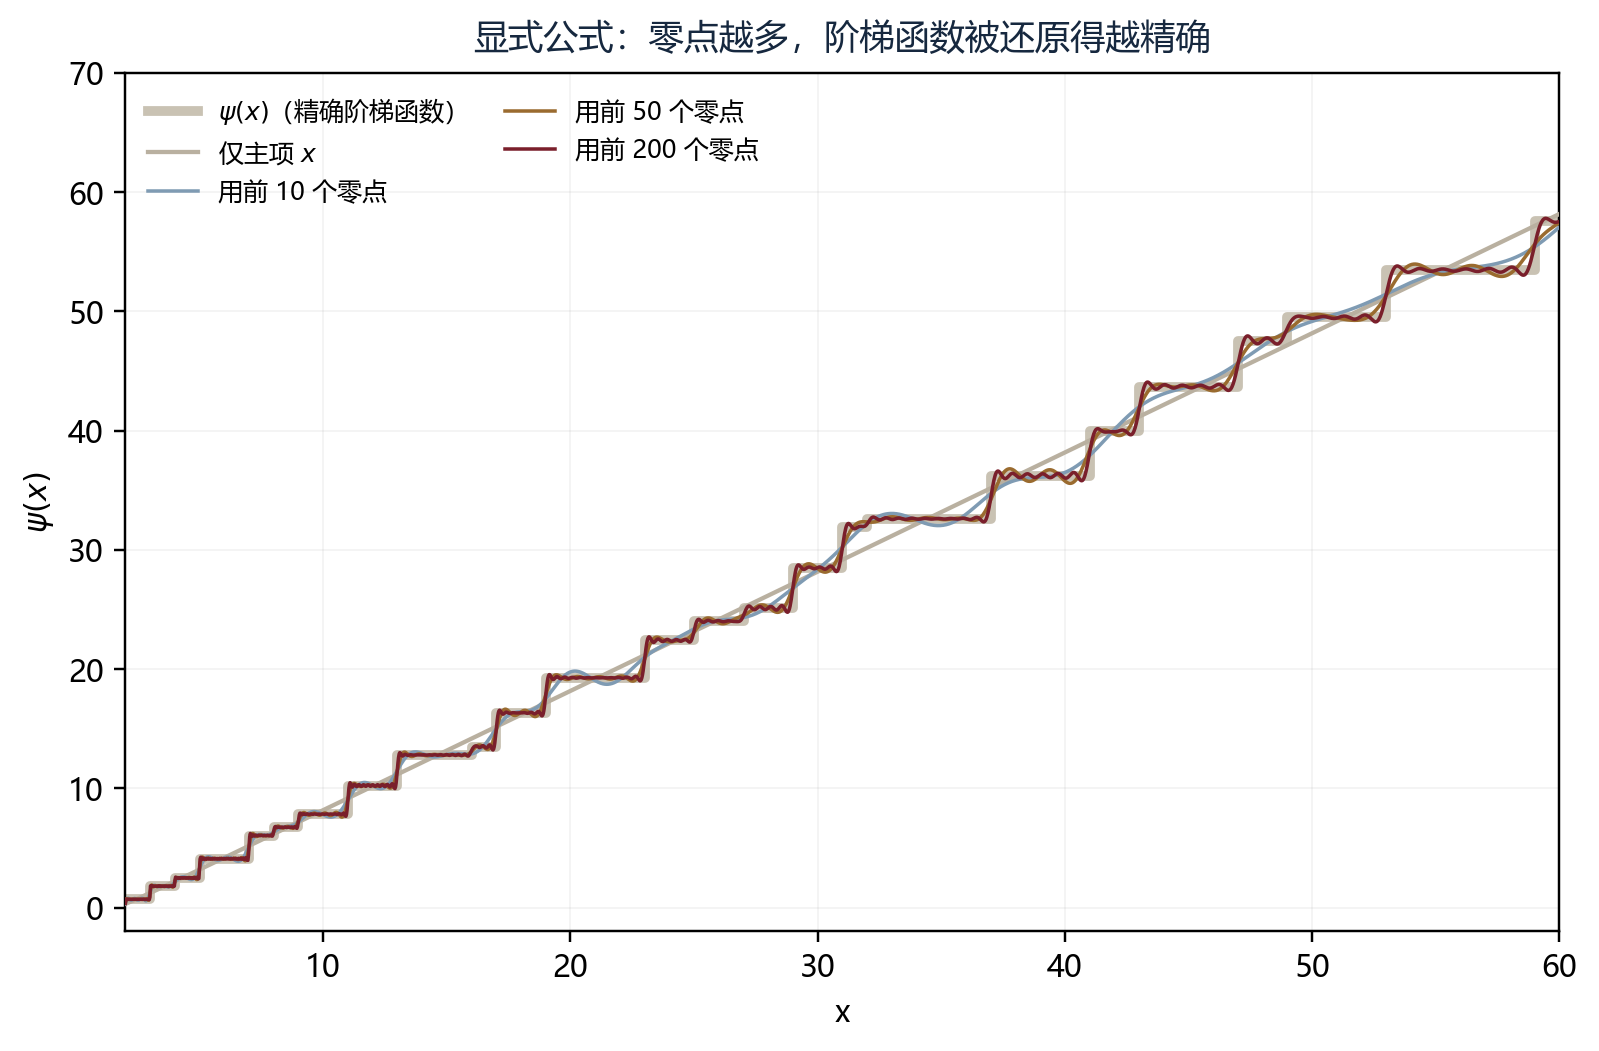 显式公式：零点越多，阶梯函数被还原得越精确
70
60
50
40
30
20
10
0
ψ(x)
ψ(x)（精确阶梯函数）
仅主项 x
用前 10 个零点
用前 50 个零点
用前 200 个零点
10 20 30 40 50 60
x